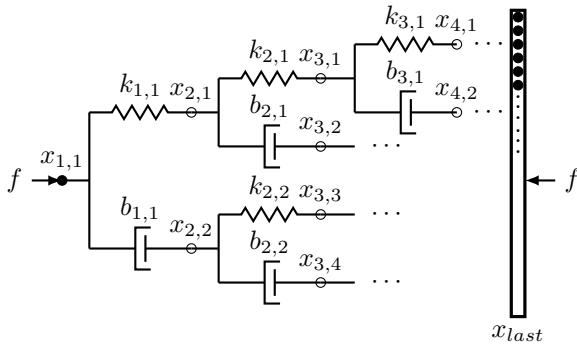 k_{3,1} x_{4,1}
k_{2,1} x_{3,1} ...
k_{1,1} x_{2,1} b_{3,1} x_{4,2}
b_{2,1} x_{3,2} ...
x_{1,1} ...
f f
k_{2,2} x_{3,3}
b_{1,1} x_{2,2} ...
b_{2,2} x_{3,4}
...
x_{last}